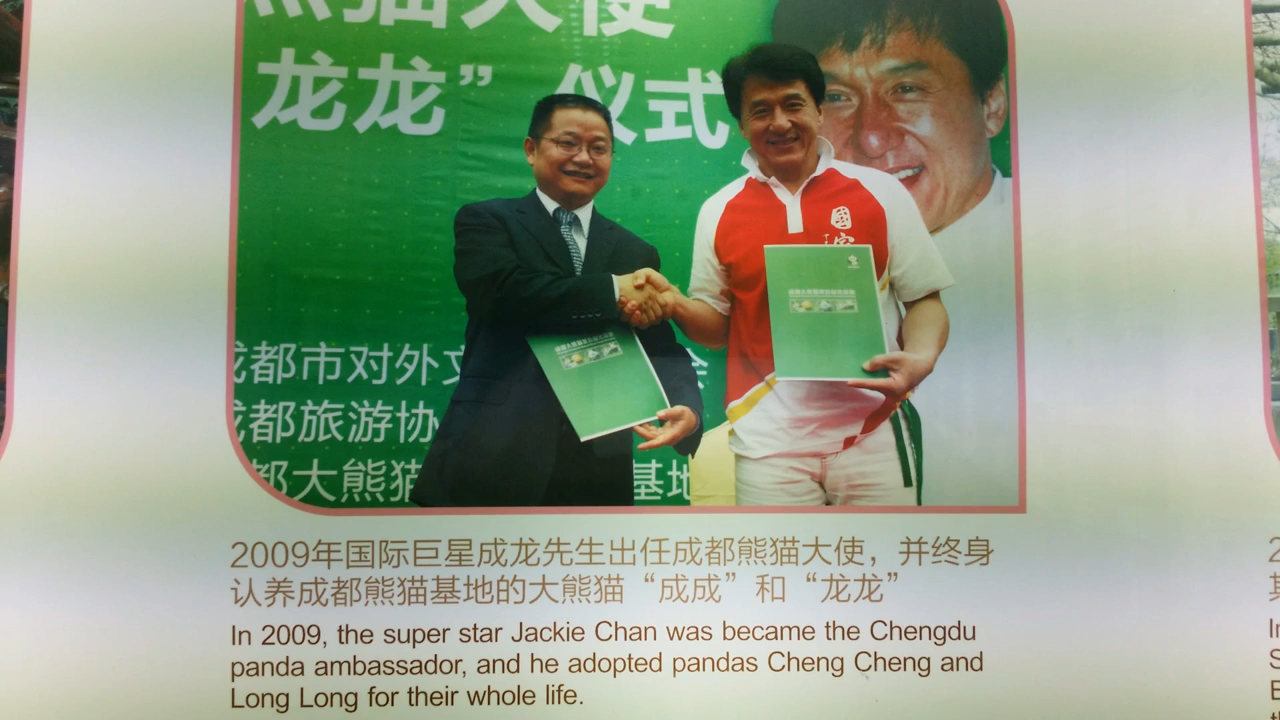 熊猫大使
龙龙” 仪式
成都市对外文
会
成都旅游协
都大熊猫
基地
2009年国际巨星成龙先生出任成都熊猫大使，并终身
认养成都熊猫基地的大熊猫“成成”和“龙龙”
In 2009, the super star Jackie Chan was became the Chengdu
panda ambassador, and he adopted pandas Cheng Cheng and
Long Long for their whole life.